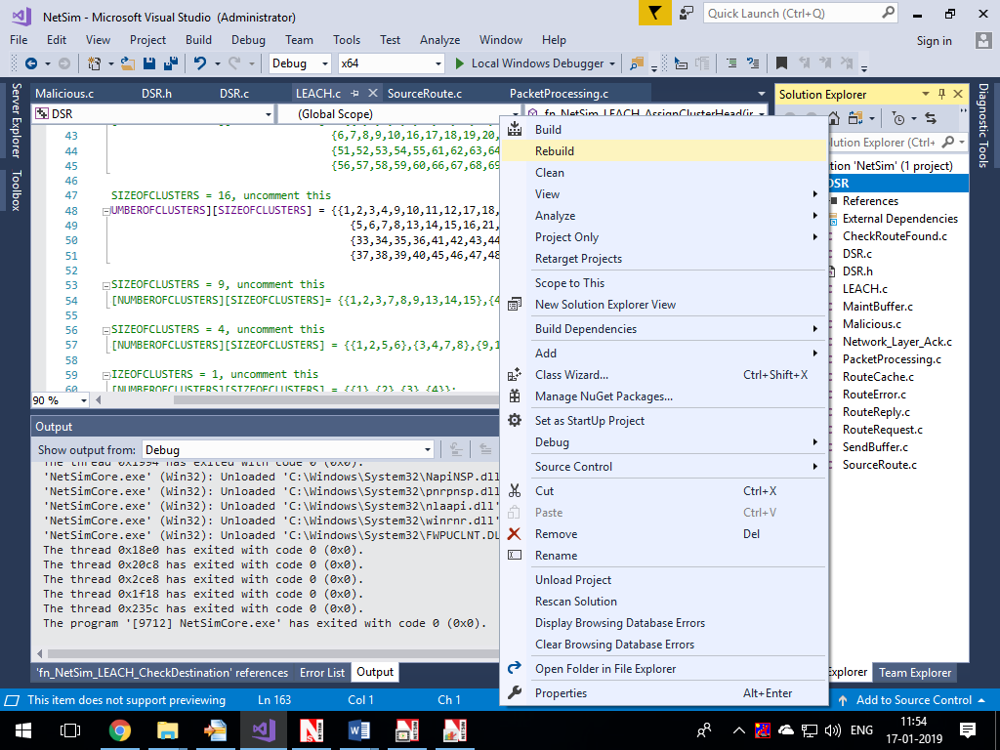 NetSim - Microsoft Visual Studio (Administrator)
Quick Launch (Ctrl+Q)
File Edit View Project Build Debug Team Tools Test Analyze Window Help
Sign in
Debug x64 Local Windows Debugger
Server Explorer
Toolbox
Malicious.c DSR.h DSR.c LEACH.c SourceRoute.c PacketProcessing.c
DSR (Global Scope) fn_NetSim_LEACH_AssignClusterHead(ir
43 {6,7,8,9,10,16,17,18,19,20,
44 {51,52,53,54,55,61,62,63,64
45 {56,57,58,59,60,66,67,68,69
46
47 SIZEOFCLUSTERS = 16, uncomment this
48 UMBEROFCLUSTERS][SIZEOFCLUSTERS] = {{1,2,3,4,9,10,11,12,17,18,
49 {5,6,7,8,13,14,15,16,21,
50 {33,34,35,36,41,42,43,44
51 {37,38,39,40,45,46,47,48
52
53 SIZEOFCLUSTERS = 9, uncomment this
54 [NUMBEROFCLUSTERS][SIZEOFCLUSTERS]= {{1,2,3,7,8,9,13,14,15},{4
55
56 SIZEOFCLUSTERS = 4, uncomment this
57 [NUMBEROFCLUSTERS][SIZEOFCLUSTERS] = {{1,2,5,6},{3,4,7,8},{9,1
58
59 IZEOFCLUSTERS = 1, uncomment this
60 [NUMBEROFCLUSTERS][SIZEOFCLUSTERS] = {{1},{2},{3},{4}};
90 %
Output
Show output from: Debug
The thread 0x1994 has exited with code 0 (0x0).
'NetSimCore.exe' (Win32): Unloaded 'C:\Windows\System32\NapiNSP.dll
'NetSimCore.exe' (Win32): Unloaded 'C:\Windows\System32\pnrpnsp.dll
'NetSimCore.exe' (Win32): Unloaded 'C:\Windows\System32\nlaapi.dll'
'NetSimCore.exe' (Win32): Unloaded 'C:\Windows\System32\winrnr.dll'
'NetSimCore.exe' (Win32): Unloaded 'C:\Windows\System32\FWPUCLNT.DL
The thread 0x18e0 has exited with code 0 (0x0).
The thread 0x20c8 has exited with code 0 (0x0).
The thread 0x2ce8 has exited with code 0 (0x0).
The thread 0x1f18 has exited with code 0 (0x0).
The thread 0x235c has exited with code 0 (0x0).
The program '[9712] NetSimCore.exe' has exited with code 0 (0x0).
'fn_NetSim_LEACH_CheckDestination' references Error List Output
Build
Rebuild
Clean
View
Analyze
Project Only
Retarget Projects
Scope to This
New Solution Explorer View
Build Dependencies
Add
Class Wizard... Ctrl+Shift+X
Manage NuGet Packages...
Set as StartUp Project
Debug
Source Control
Cut Ctrl+X
Paste Ctrl+V
Remove Del
Rename
Unload Project
Rescan Solution
Display Browsing Database Errors
Clear Browsing Database Errors
Open Folder in File Explorer
Properties Alt+Enter
Solution Explorer
lution Explorer (Ctrl+
tion 'NetSim' (1 project)
DSR
References
External Dependencies
CheckRouteFound.c
DSR.c
DSR.h
LEACH.c
MaintBuffer.c
Malicious.c
Network_Layer_Ack.c
PacketProcessing.c
RouteCache.c
RouteError.c
RouteReply.c
RouteRequest.c
SendBuffer.c
SourceRoute.c
xplorer Team Explorer
Diagnostic Tools
This item does not support previewing Ln 163 Col 1 Ch 1 Add to Source Control
ENG
11:54
17-01-2019